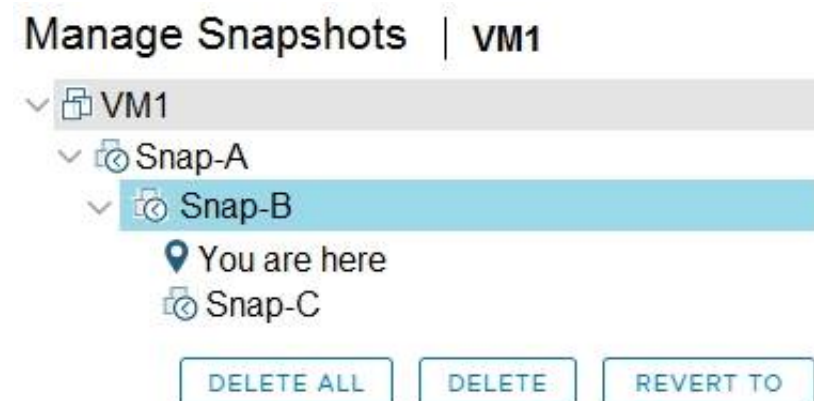 Manage Snapshots | VM1
VM1
Snap-A
Snap-B
You are here
Snap-C
DELETE ALL DELETE REVERT TO